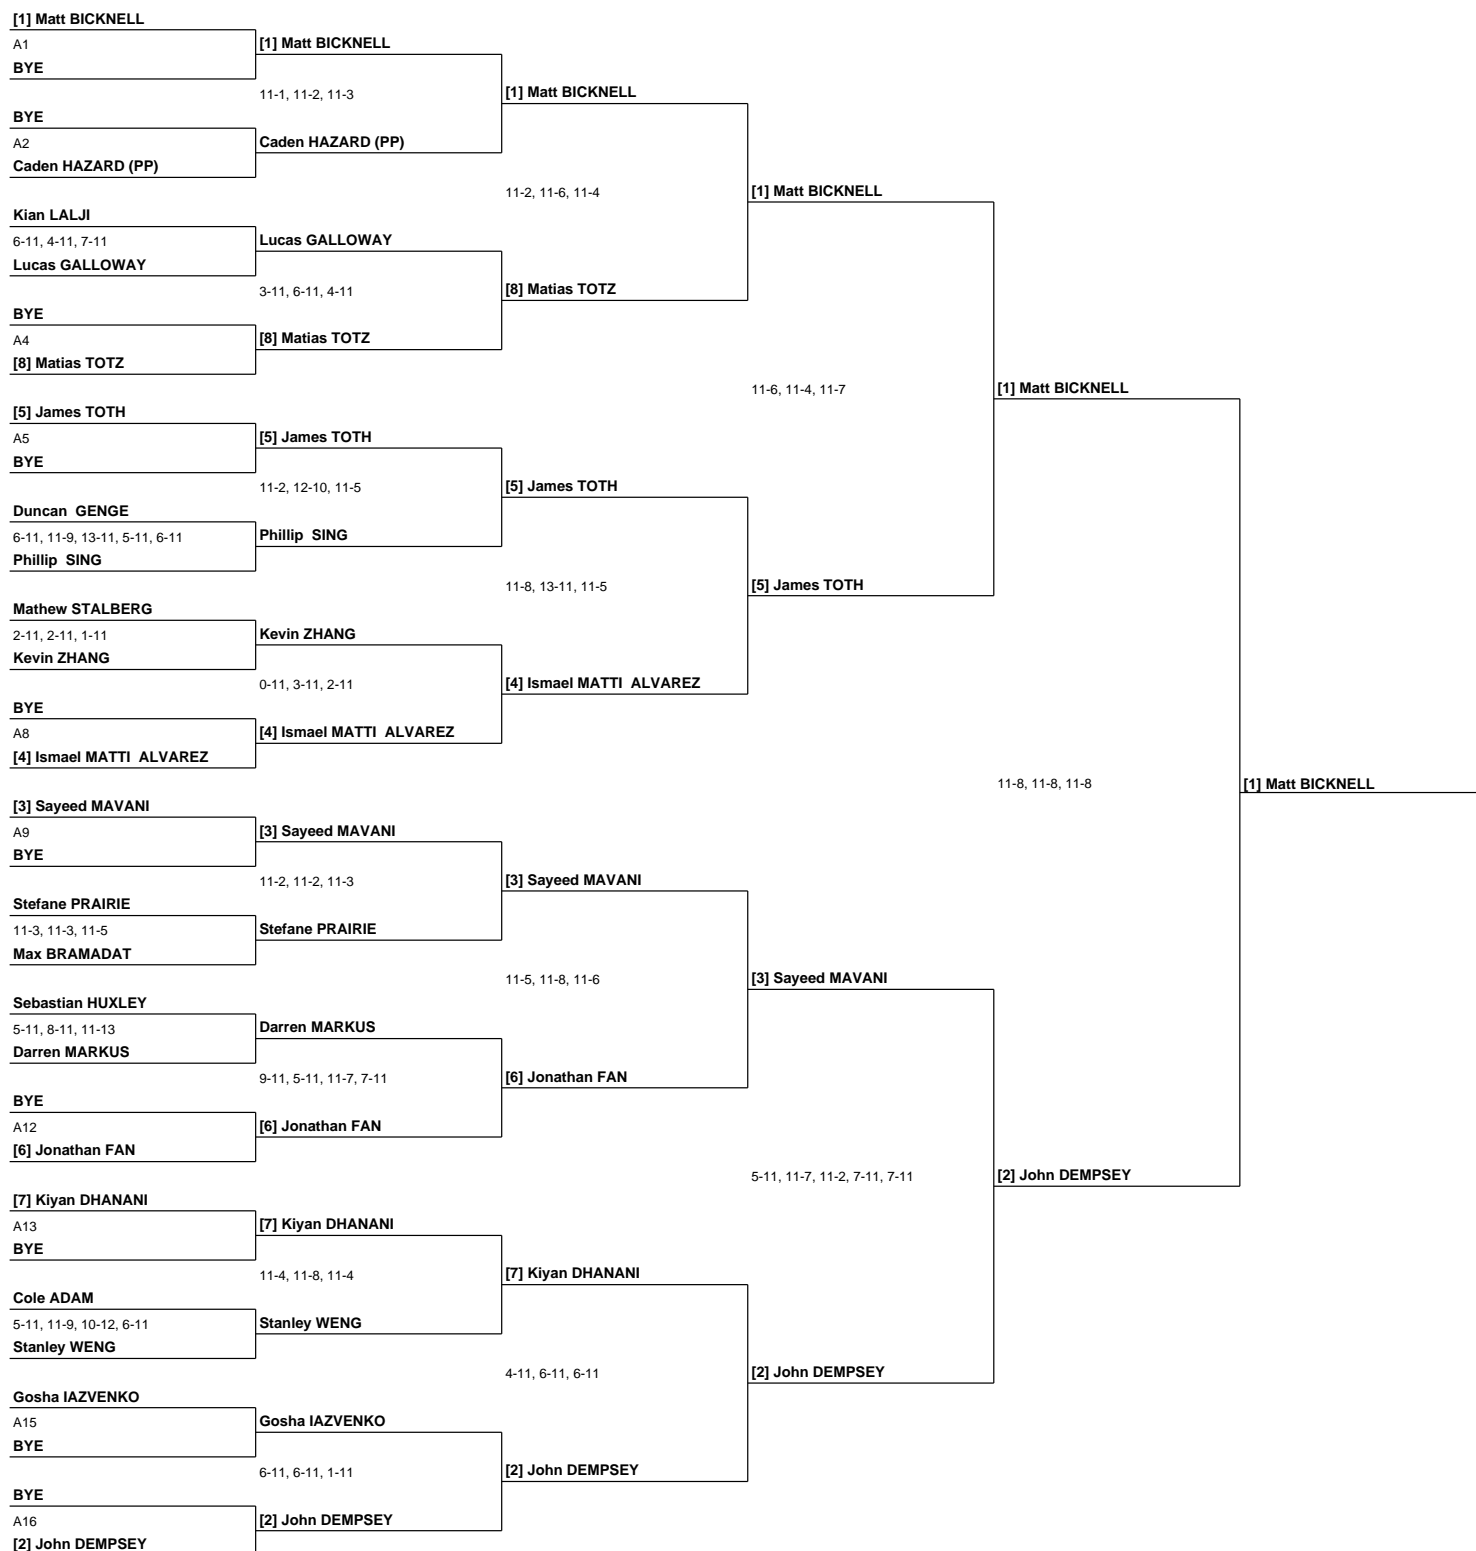 [1] Matt BICKNELL
A1
BYE
[1] Matt BICKNELL
11-1, 11-2, 11-3
[1] Matt BICKNELL
BYE
A2
Caden HAZARD (PP)
Caden HAZARD (PP)
11-2, 11-6, 11-4
[1] Matt BICKNELL
Kian LALJI
6-11, 4-11, 7-11
Lucas GALLOWAY
Lucas GALLOWAY
3-11, 6-11, 4-11
[8] Matias TOTZ
BYE
A4
[8] Matias TOTZ
[8] Matias TOTZ
11-6, 11-4, 11-7
[1] Matt BICKNELL
[5] James TOTH
A5
BYE
[5] James TOTH
11-2, 12-10, 11-5
[5] James TOTH
Duncan GENGE
6-11, 11-9, 13-11, 5-11, 6-11
Phillip SING
Phillip SING
11-8, 13-11, 11-5
[5] James TOTH
Mathew STALBERG
2-11, 2-11, 1-11
Kevin ZHANG
Kevin ZHANG
0-11, 3-11, 2-11
[4] Ismael MATTI ALVAREZ
BYE
A8
[4] Ismael MATTI ALVAREZ
[4] Ismael MATTI ALVAREZ
11-8, 11-8, 11-8
[1] Matt BICKNELL
[3] Sayeed MAVANI
A9
BYE
[3] Sayeed MAVANI
11-2, 11-2, 11-3
[3] Sayeed MAVANI
Stefane PRAIRIE
11-3, 11-3, 11-5
Max BRAMADAT
Stefane PRAIRIE
11-5, 11-8, 11-6
[3] Sayeed MAVANI
Sebastian HUXLEY
5-11, 8-11, 11-13
Darren MARKUS
Darren MARKUS
9-11, 5-11, 11-7, 7-11
[6] Jonathan FAN
BYE
A12
[6] Jonathan FAN
[6] Jonathan FAN
5-11, 11-7, 11-2, 7-11, 7-11
[2] John DEMPSEY
[7] Kiyan DHANANI
A13
BYE
[7] Kiyan DHANANI
11-4, 11-8, 11-4
[7] Kiyan DHANANI
Cole ADAM
5-11, 11-9, 10-12, 6-11
Stanley WENG
Stanley WENG
4-11, 6-11, 6-11
[2] John DEMPSEY
Gosha IAZVENKO
A15
BYE
Gosha IAZVENKO
6-11, 6-11, 1-11
[2] John DEMPSEY
BYE
A16
[2] John DEMPSEY
[2] John DEMPSEY